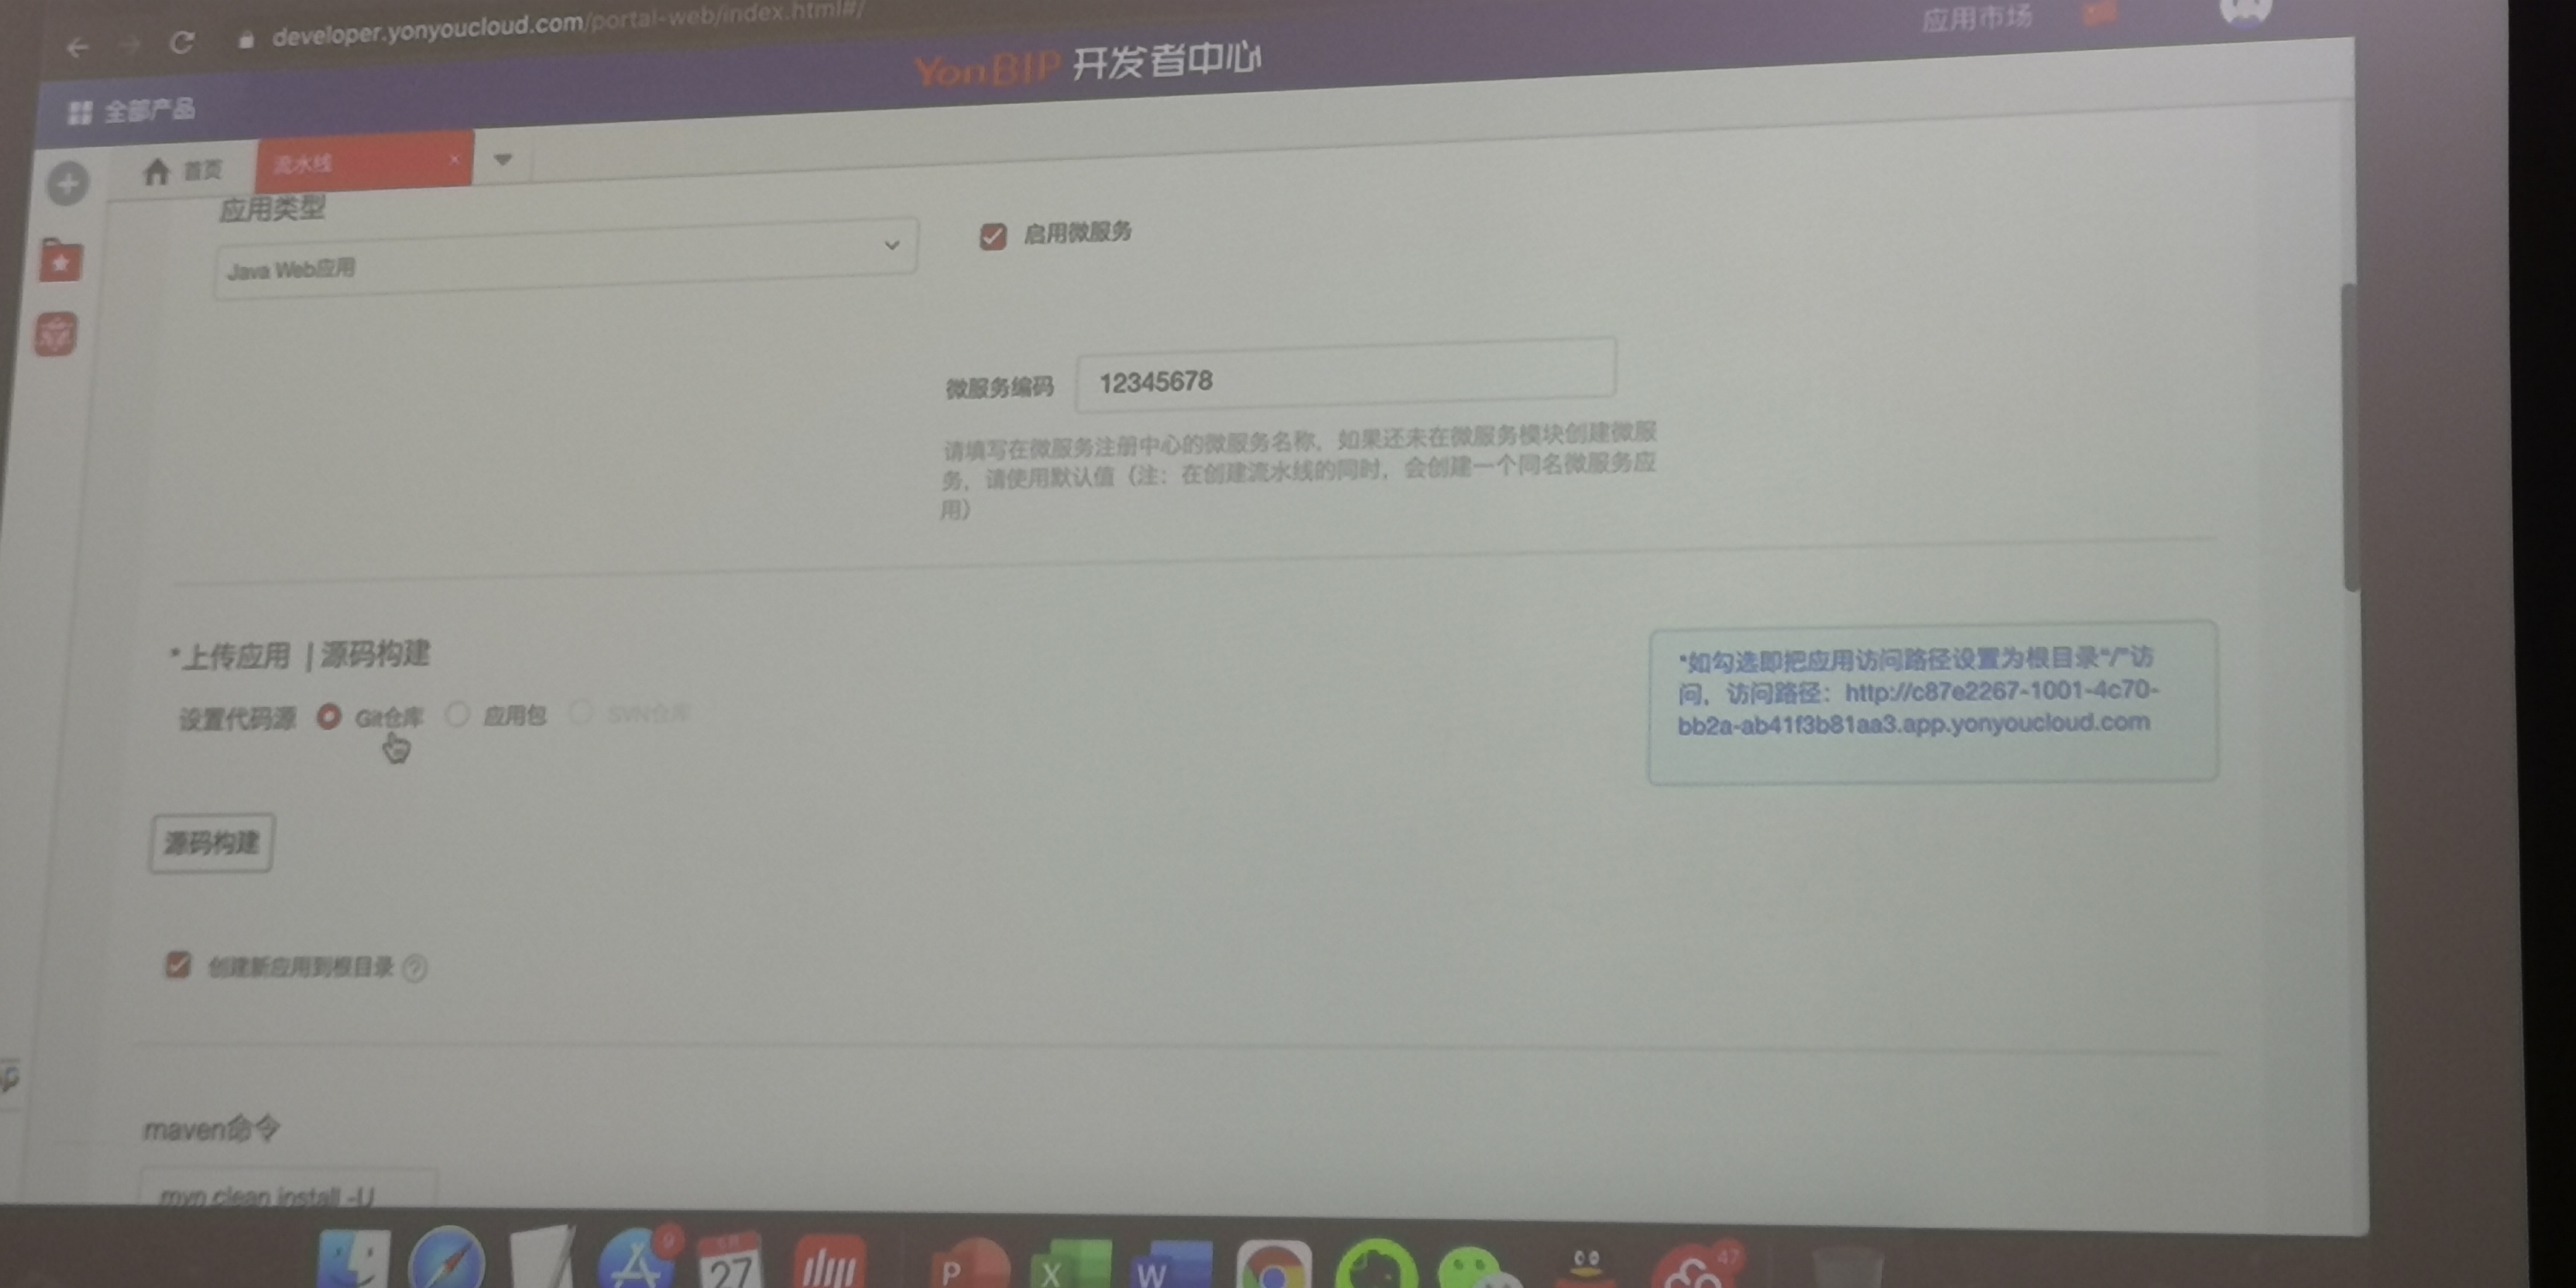 developer.yonyoucloud.com/portal-web/index.html#/
应用市场
YonBIP 开发者中心
全部产品
首页
流水线
应用类型
Java Web应用
启用微服务
微服务编码 12345678
请填写在微服务注册中心的微服务名称，如果还未在微服务模块创建微服
务，请使用默认值（注：在创建流水线的同时，会创建一个同名微服务应
用）
*上传应用 | 源码构建
设置代码源 Git仓库 应用包 SVN仓库
*如勾选即把应用访问路径设置为根目录“/”访
问，访问路径：http://c87e2267-1001-4c70-
bb2a-ab41f3b81aa3.app.yonyoucloud.com
源码构建
创建新应用到根目录 ?
maven命令
mvn clean install -U
9
27
P
X
W
47